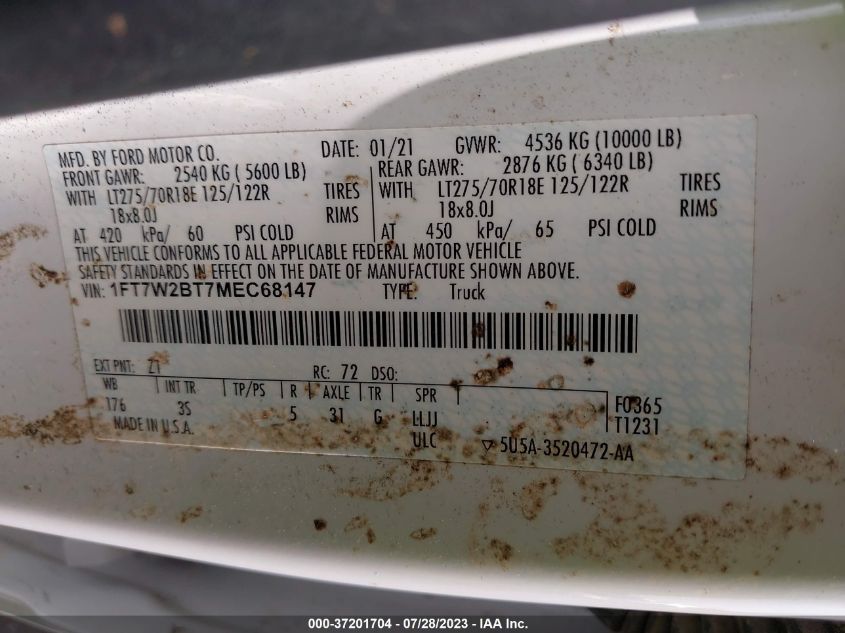 MFD. BY FORD MOTOR CO. DATE: 01/21 GVWR: 4536 KG (10000 LB)
FRONT GAWR: 2540 KG ( 5600 LB) REAR GAWR: 2876 KG ( 6340 LB)
WITH LT275/70R18E 125/122R TIRES WITH LT275/70R18E 125/122R TIRES
18x8.0J RIMS 18x8.0J RIMS
AT 420 kPa/ 60 PSI COLD AT 450 kPa/ 65 PSI COLD
THIS VEHICLE CONFORMS TO ALL APPLICABLE FEDERAL MOTOR VEHICLE
SAFETY STANDARDS IN EFFECT ON THE DATE OF MANUFACTURE SHOWN ABOVE.
VIN: 1FT7W2BT7MEC68147 TYPE: Truck
EXT PNT: Z1 RC: 72 DSO:
WB INT TR TP/PS R AXLE TR SPR F0365
176 3S 5 31 G LLJJ T1231
MADE IN U.S.A. ULC 5U5A-3520472-AA
000-37201704 / 07/28/2023 - IAA Inc.